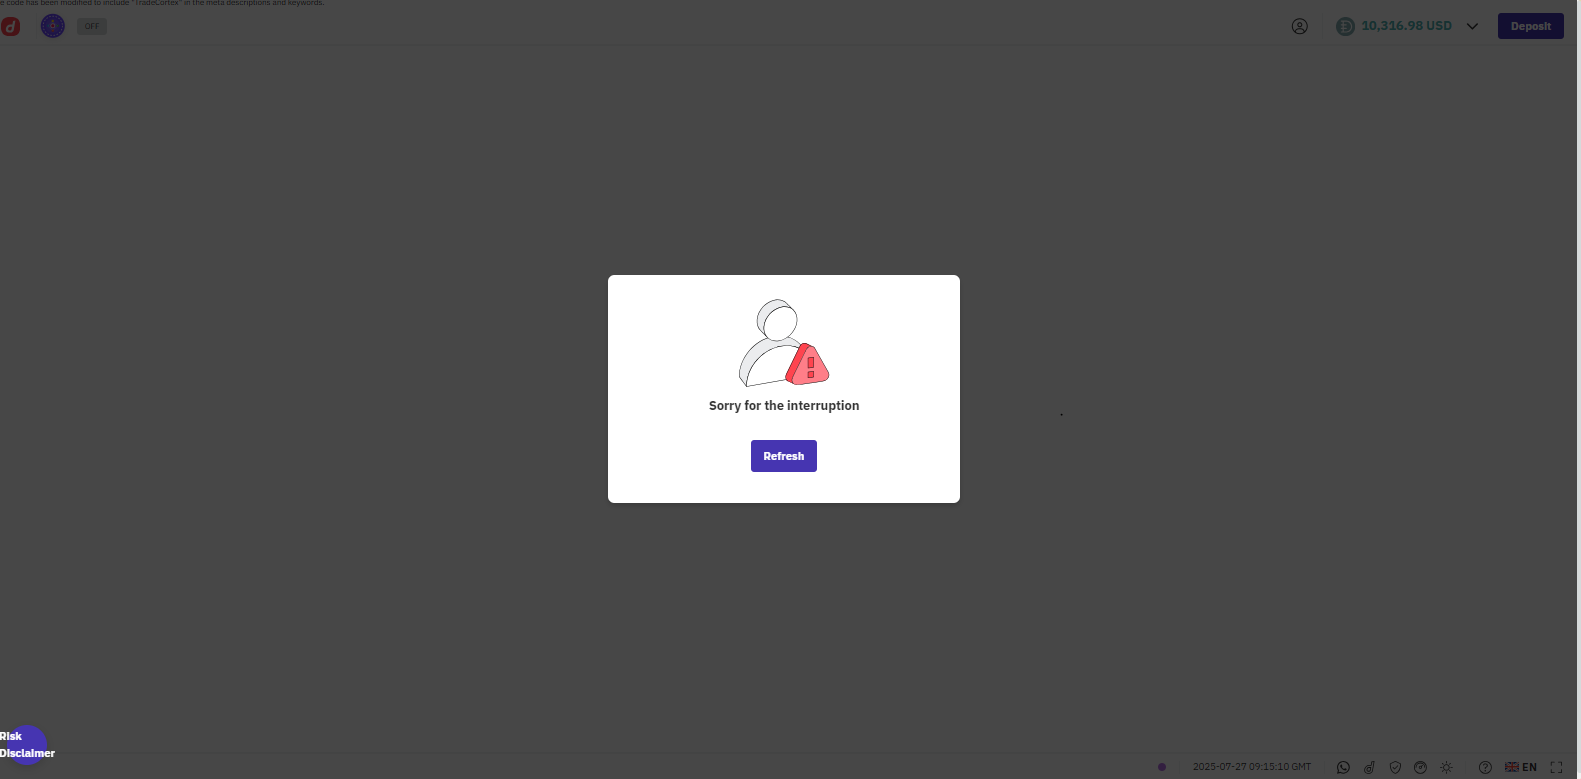 e code has been modified to include "TradeCortex" in the meta descriptions and keywords.
d
OFF
10,316.98 USD
Deposit
Sorry for the interruption
Refresh
Risk
Disclaimer
2025-07-27 09:15:10 GMT
EN